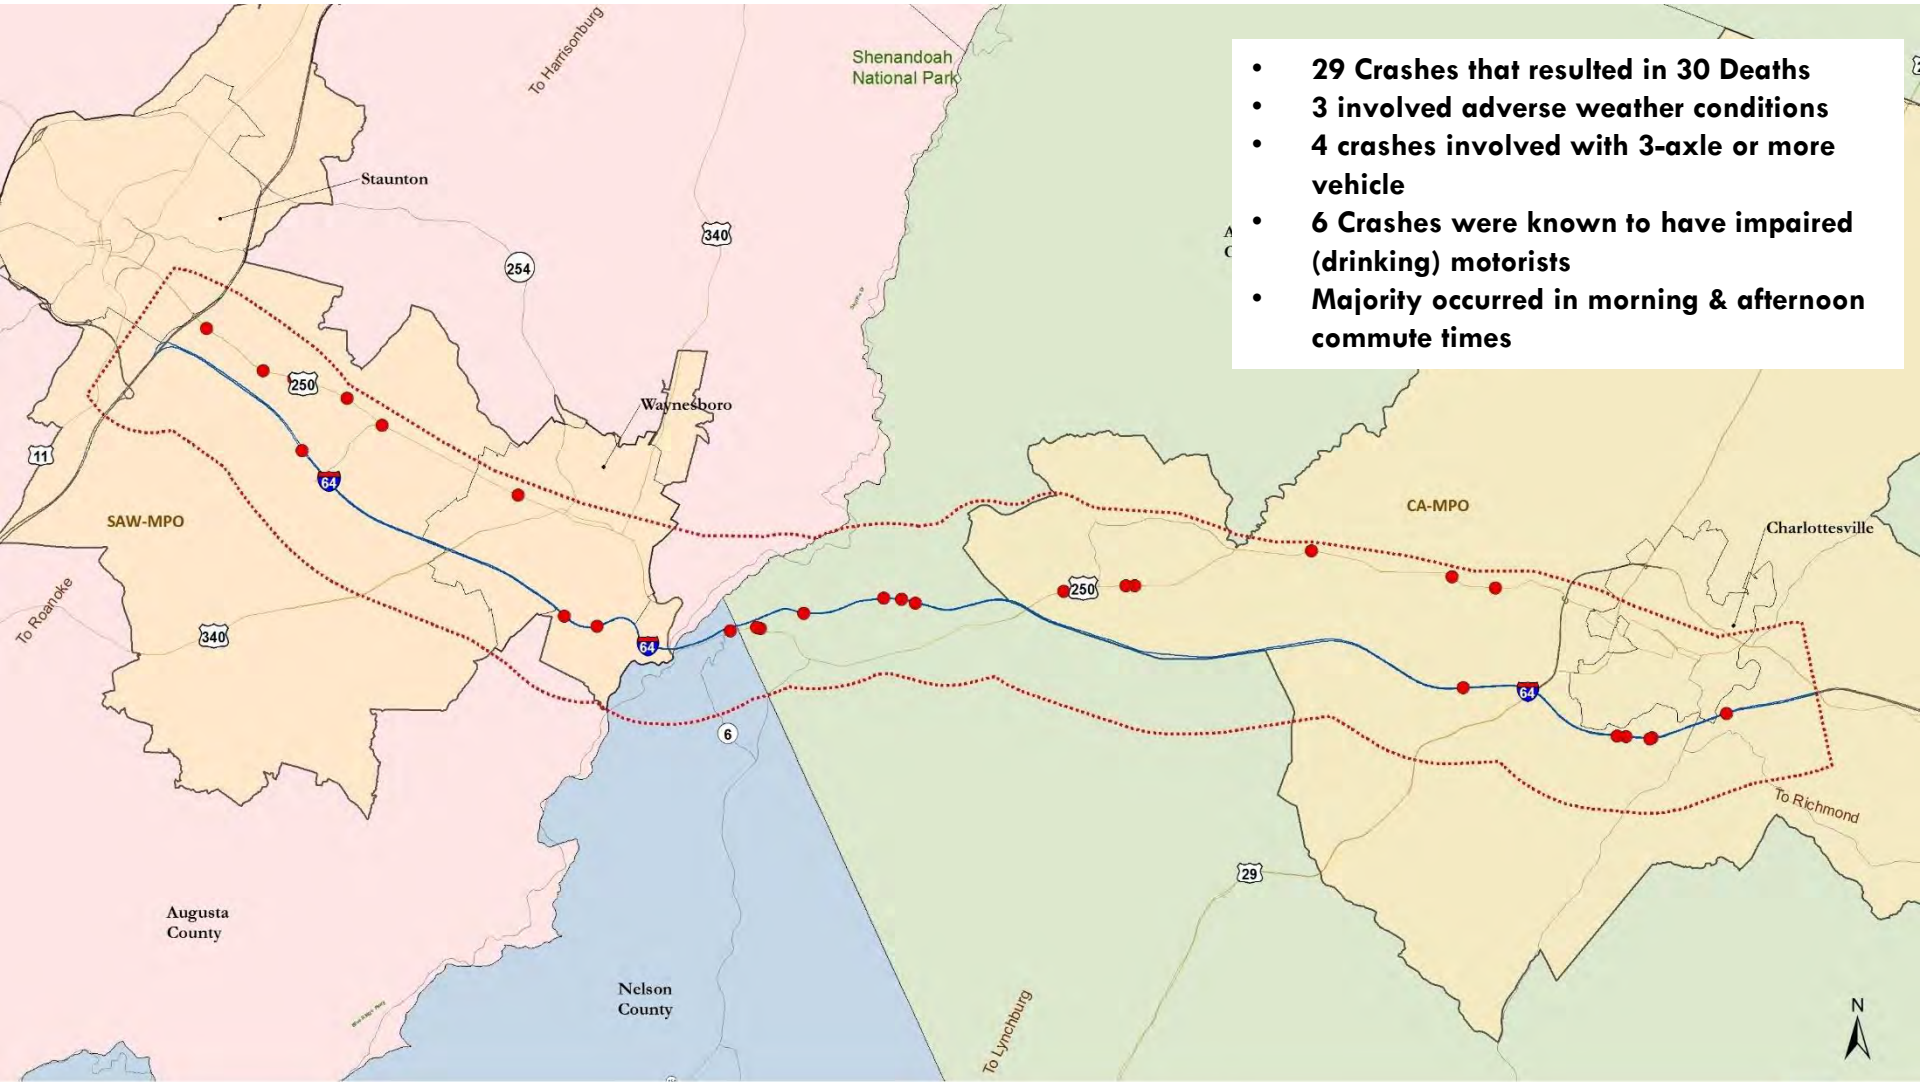 To Harrisonburg
Shenandoah
National Park
• 29 Crashes that resulted in 30 Deaths
• 3 involved adverse weather conditions
• 4 crashes involved with 3-axle or more
vehicle
• 6 Crashes were known to have impaired
(drinking) motorists
• Majority occurred in morning & afternoon
commute times
Staunton
340
254
250
Waynesboro
11
64
SAW-MPO
CA-MPO
Charlottesville
To Roanoke
340
250
64
64
6
To Richmond
29
Augusta
County
Nelson
County
To Lynchburg
N